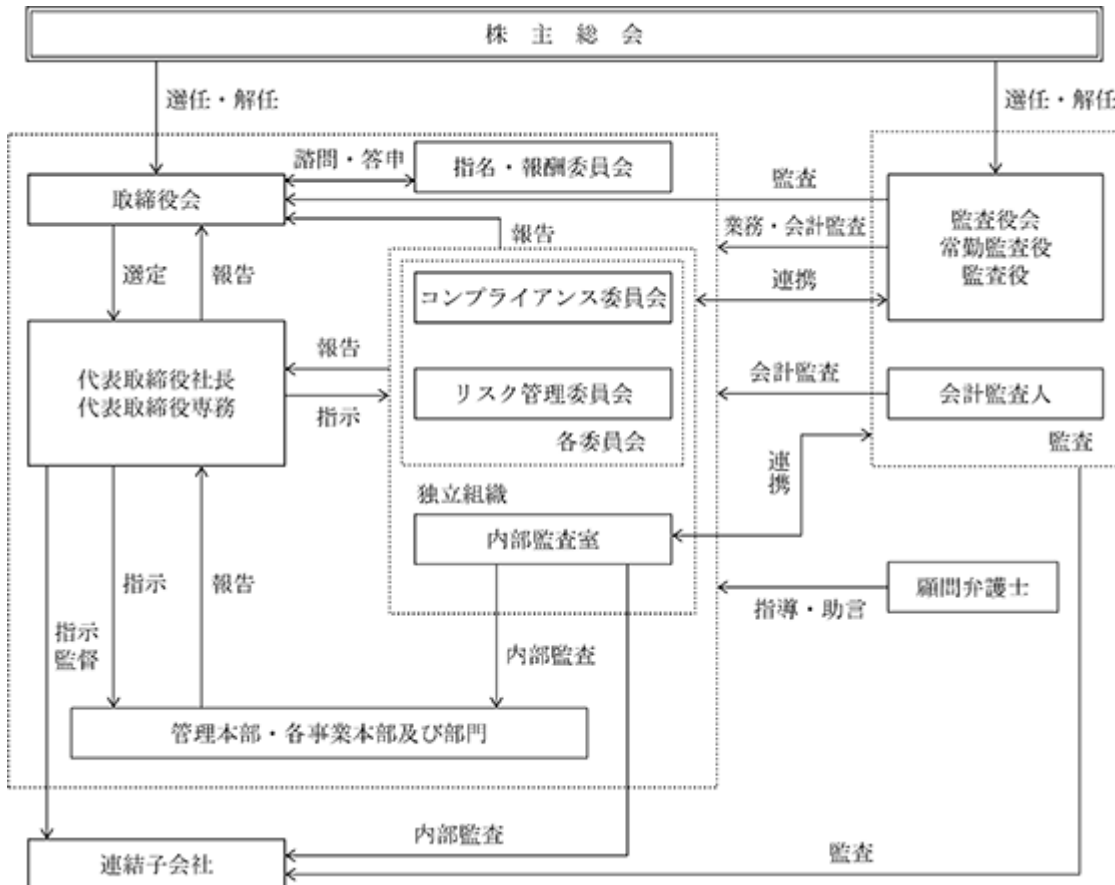 株主総会
選任・解任
選任・解任
諮問・答申
指名・報酬委員会
取締役会
監査
監査役会
常勤監査役
監査役
業務・会計監査
報告
選定
報告
連携
コンプライアンス委員会
代表取締役社長
代表取締役専務
報告
指示
リスク管理委員会
各委員会
会計監査
会計監査人
監査
連携
独立組織
内部監査室
指示
報告
顧問弁護士
指導・助言
指示
監督
内部監査
管理本部・各事業本部及び部門
内部監査
監査
連結子会社